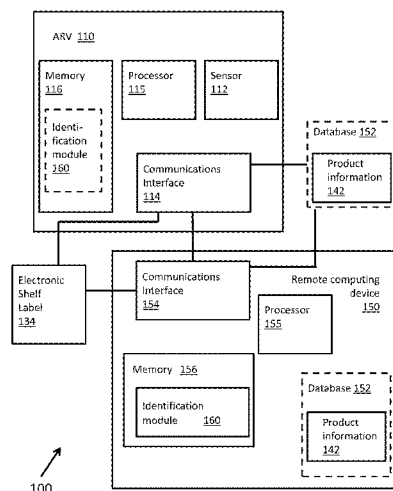 ARV 110
Memory
116
Processor
115
Sensor
112
Identi-
fication
module
160
Communications
Interface
114
Database 152
Product
information
142
Electronic
Shelf
Label
134
Communications
Interface
154
Remote computing
device 150
Processor
155
Memory 156
Identification
module 160
Database 152
Product
information
142
100